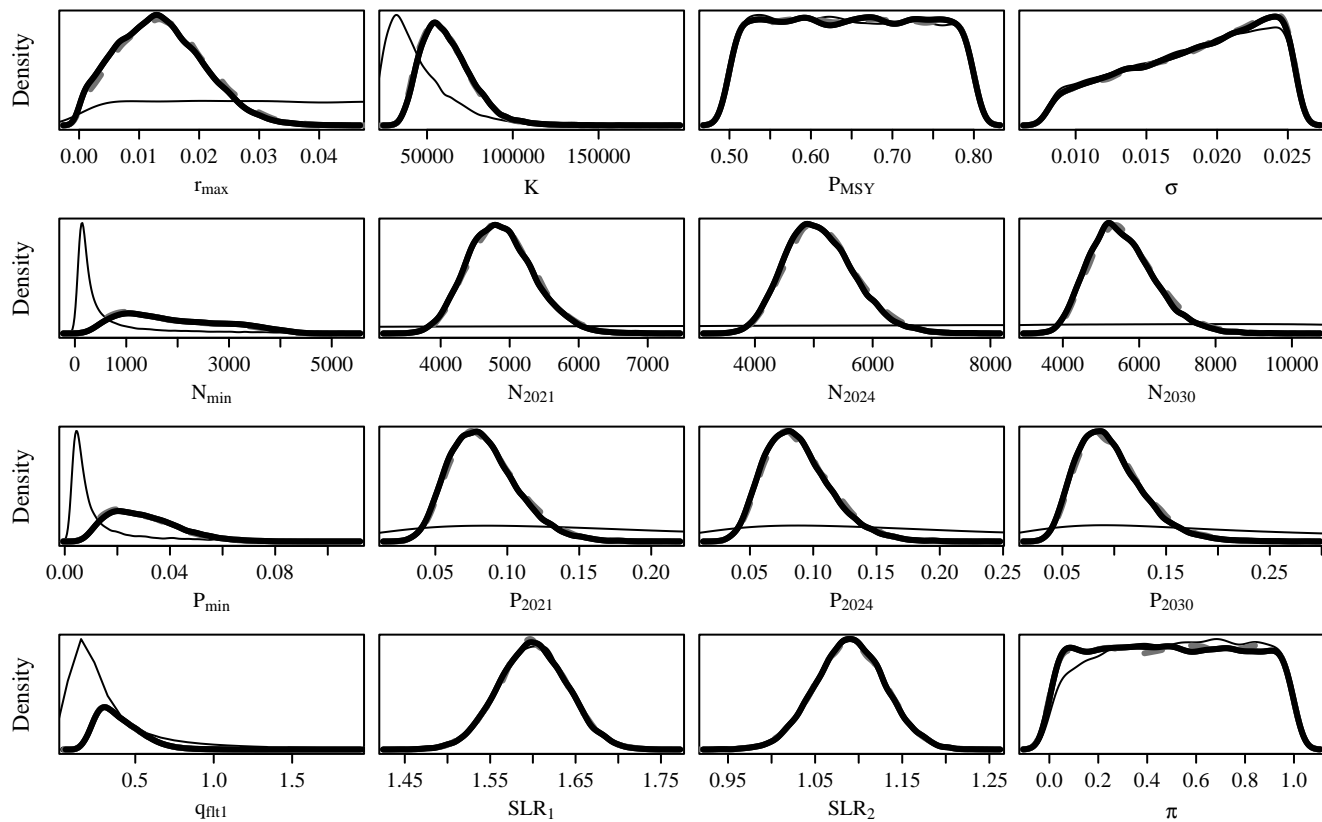 Density
0.00 0.01 0.02 0.03 0.04
r_max
50000 100000 150000
K
0.50 0.60 0.70 0.80
P_MSY
0.010 0.015 0.020 0.025
σ
Density
0 1000 3000 5000
N_min
4000 5000 6000 7000
N_2021
4000 6000 8000
N_2024
4000 6000 8000 10000
N_2030
Density
0.00 0.04 0.08
P_min
0.05 0.10 0.15 0.20
P_2021
0.05 0.10 0.15 0.20 0.25
P_2024
0.05 0.15 0.25
P_2030
Density
0.5 1.0 1.5
q_flt1
1.45 1.55 1.65 1.75
SLR_1
0.95 1.05 1.15 1.25
SLR_2
0.0 0.2 0.4 0.6 0.8 1.0
π